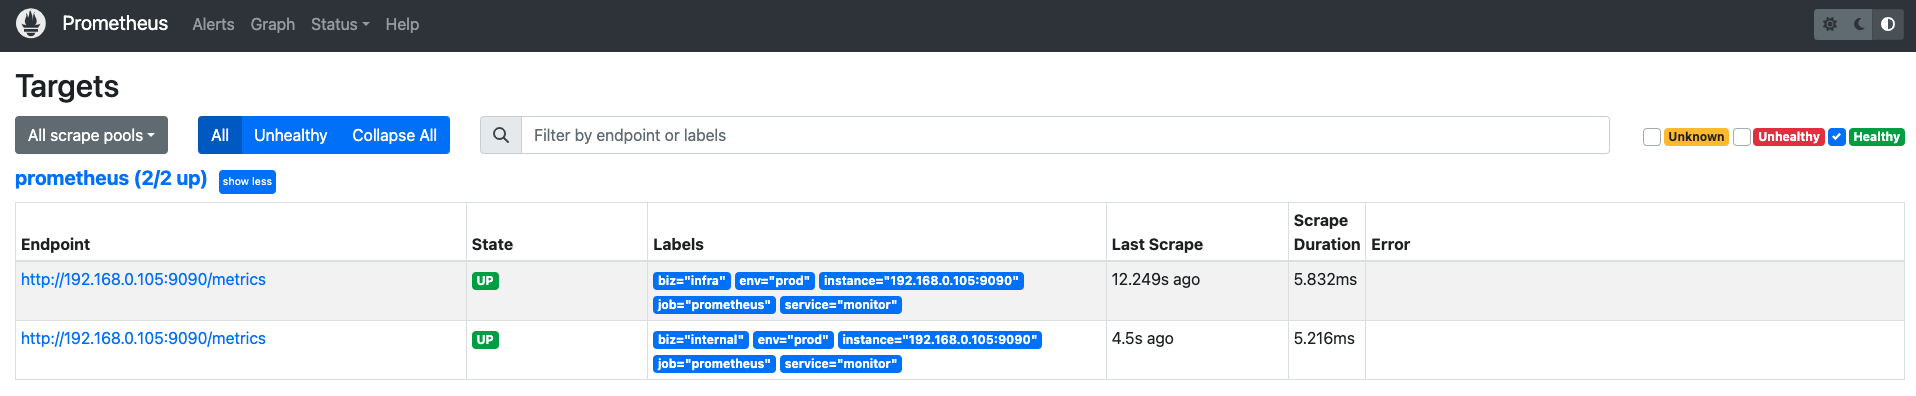 Prometheus Alerts Graph Status Help
Targets
All scrape pools All Unhealthy Collapse All Filter by endpoint or labels Unknown Unhealthy Healthy
prometheus (2/2 up) show less
Endpoint State Labels Last Scrape Scrape Duration Error
http://192.168.0.105:9090/metrics UP biz="infra" env="prod" instance="192.168.0.105:9090" 12.249s ago 5.832ms
job="prometheus" service="monitor"
http://192.168.0.105:9090/metrics UP biz="internal" env="prod" instance="192.168.0.105:9090" 4.5s ago 5.216ms
job="prometheus" service="monitor"